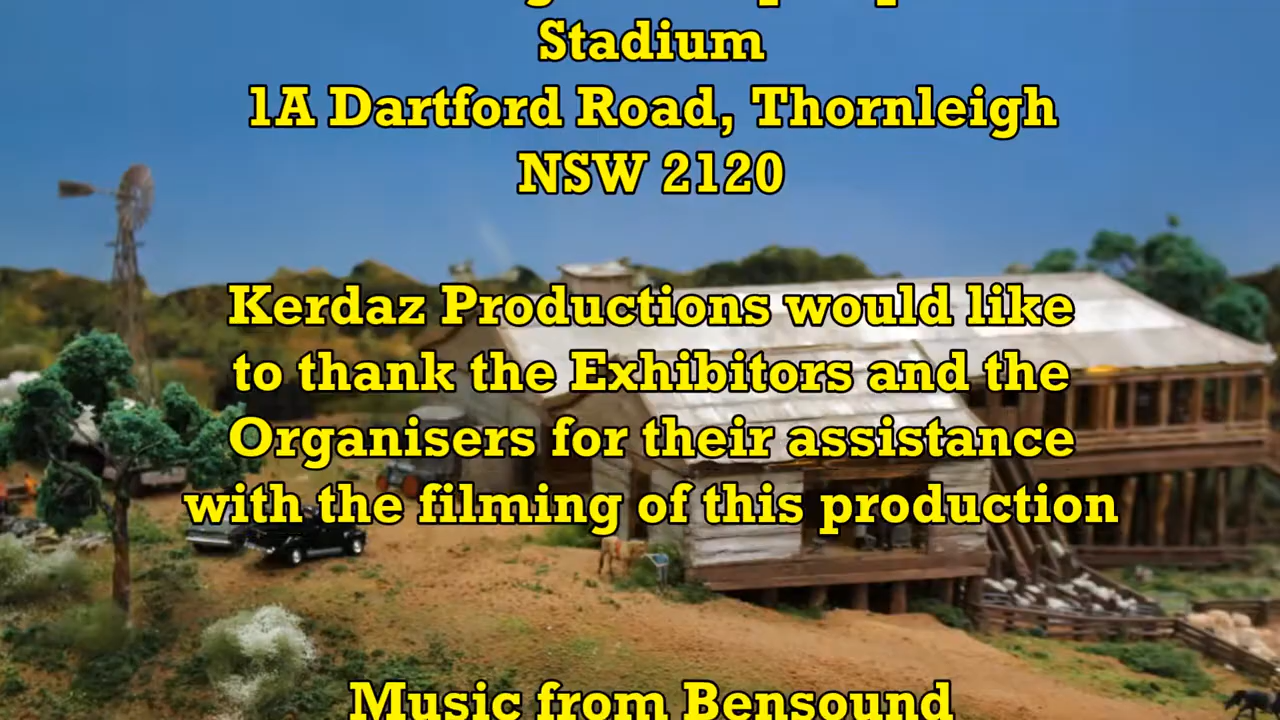 Stadium
1A Dartford Road, Thornleigh
NSW 2120
Kerdaz Productions would like
to thank the Exhibitors and the
Organisers for their assistance
with the filming of this production
Music from Bensound